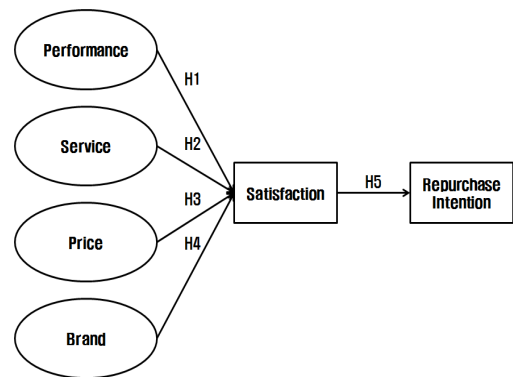 Performance
H1
Service
H2
H3
Satisfaction
H5
Repurchase
Intention
Price
H4
Brand